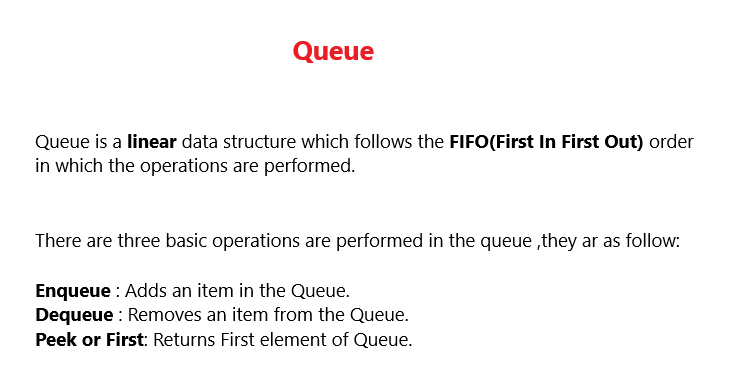 Queue
Queue is a linear data structure which follows the FIFO(First In First Out) order
in which the operations are performed.
There are three basic operations are performed in the queue ,they ar as follow:
Enqueue : Adds an item in the Queue.
Dequeue : Removes an item from the Queue.
Peek or First: Returns First element of Queue.